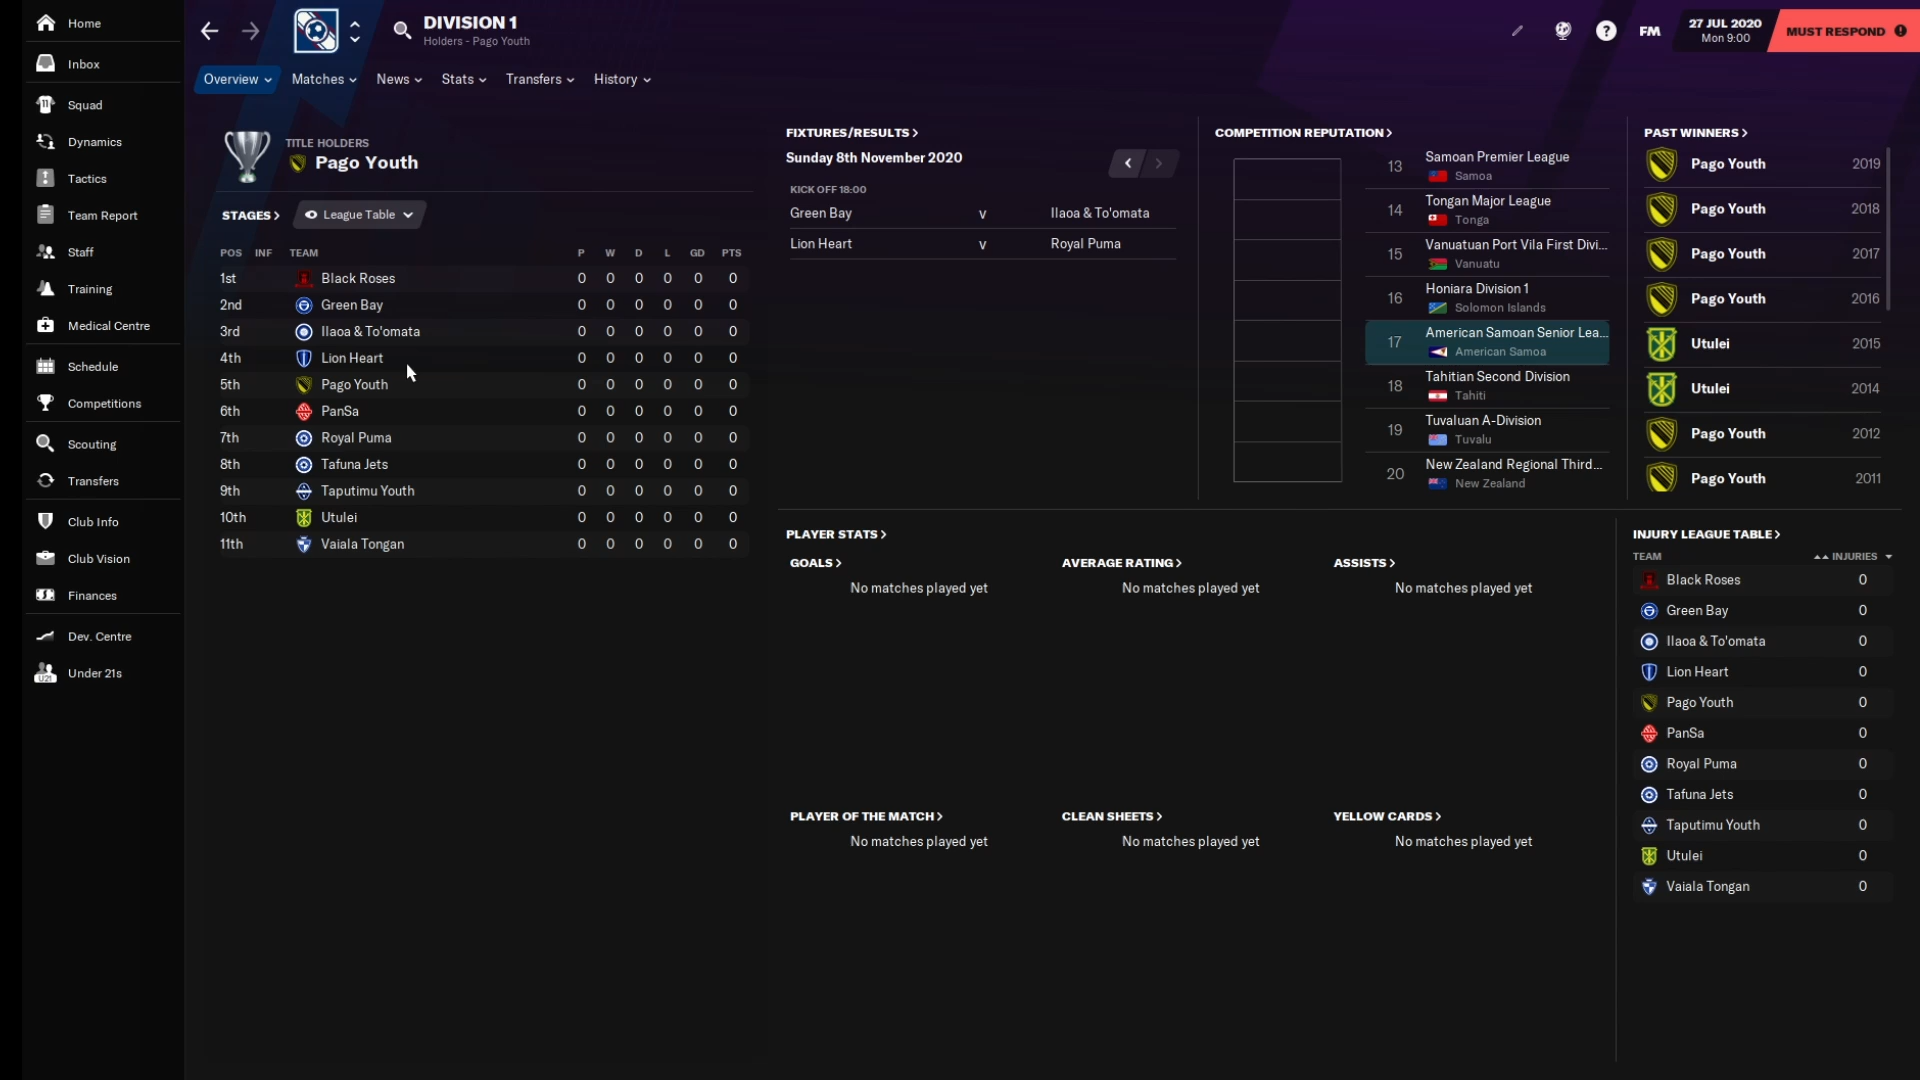 Home
Inbox
Squad
Dynamics
Tactics
Team Report
Staff
Training
Medical Centre
Schedule
Competitions
Scouting
Transfers
Club Info
Club Vision
Finances
Dev. Centre
Under 21s
DIVISION 1
Holders - Pago Youth
FM
27 JUL 2020
Mon 9:00
MUST RESPOND
Overview
Matches
News
Stats
Transfers
History
TITLE HOLDERS
Pago Youth
STAGES
League Table
POS INF TEAM P W D L GD PTS
1st Black Roses 0 0 0 0 0 0
2nd Green Bay 0 0 0 0 0 0
3rd Ilaoa & To'omata 0 0 0 0 0 0
4th Lion Heart 0 0 0 0 0 0
5th Pago Youth 0 0 0 0 0 0
6th PanSa 0 0 0 0 0 0
7th Royal Puma 0 0 0 0 0 0
8th Tafuna Jets 0 0 0 0 0 0
9th Taputimu Youth 0 0 0 0 0 0
10th Utulei 0 0 0 0 0 0
11th Vaiala Tongan 0 0 0 0 0 0
FIXTURES/RESULTS
Sunday 8th November 2020
KICK OFF 18:00
Green Bay v Ilaoa & To'omata
Lion Heart v Royal Puma
COMPETITION REPUTATION
13 Samoan Premier League
Samoa
14 Tongan Major League
Tonga
15 Vanuatuan Port Vila First Divi...
Vanuatu
16 Honiara Division 1
Solomon Islands
17 American Samoan Senior Lea...
American Samoa
18 Tahitian Second Division
Tahiti
19 Tuvaluan A-Division
Tuvalu
20 New Zealand Regional Third...
New Zealand
PAST WINNERS
Pago Youth 2019
Pago Youth 2018
Pago Youth 2017
Pago Youth 2016
Utulei 2015
Utulei 2014
Pago Youth 2012
Pago Youth 2011
PLAYER STATS
GOALS
No matches played yet
AVERAGE RATING
No matches played yet
ASSISTS
No matches played yet
PLAYER OF THE MATCH
No matches played yet
CLEAN SHEETS
No matches played yet
YELLOW CARDS
No matches played yet
INJURY LEAGUE TABLE
TEAM INJURIES
Black Roses 0
Green Bay 0
Ilaoa & To'omata 0
Lion Heart 0
Pago Youth 0
PanSa 0
Royal Puma 0
Tafuna Jets 0
Taputimu Youth 0
Utulei 0
Vaiala Tongan 0